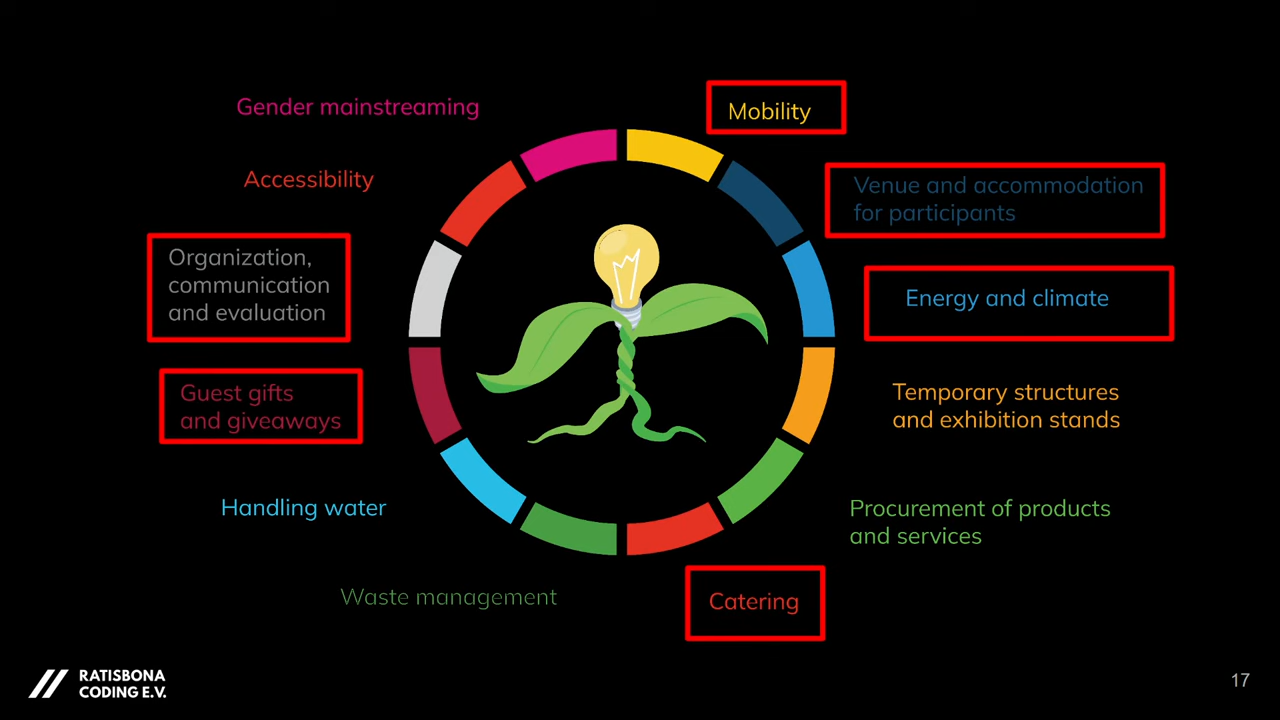 Gender mainstreaming
Mobility
Accessibility
Venue and accommodation
for participants
Organization,
communication
and evaluation
Energy and climate
Guest gifts
and giveaways
Temporary structures
and exhibition stands
Handling water
Procurement of products
and services
Waste management
Catering
RATISBONA
CODING E.V.
17